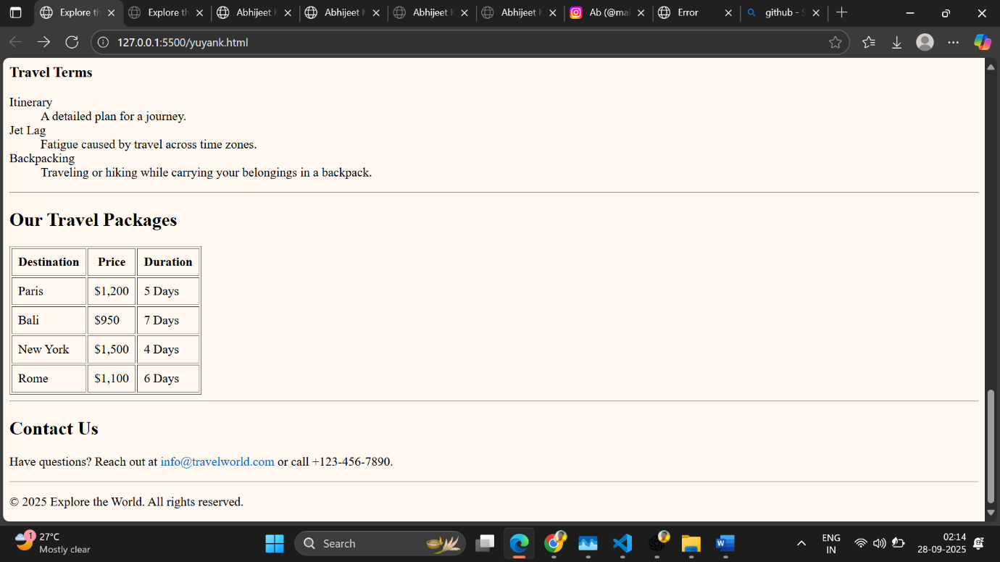 Explore th
Explore th
Abhijeet
Abhijeet
Abhijeet
Abhijeet
Ab (@ma
Error
github - S
127.0.0.1:5500/yuyank.html
Travel Terms
Itinerary
A detailed plan for a journey.
Jet Lag
Fatigue caused by travel across time zones.
Backpacking
Traveling or hiking while carrying your belongings in a backpack.
Our Travel Packages
Destination Price Duration
Paris $1,200 5 Days
Bali $950 7 Days
New York $1,500 4 Days
Rome $1,100 6 Days
Contact Us
Have questions? Reach out at info@travelworld.com or call +123-456-7890.
© 2025 Explore the World. All rights reserved.
1
27°C
Mostly clear
Search
ENG
IN
02:14
28-09-2025